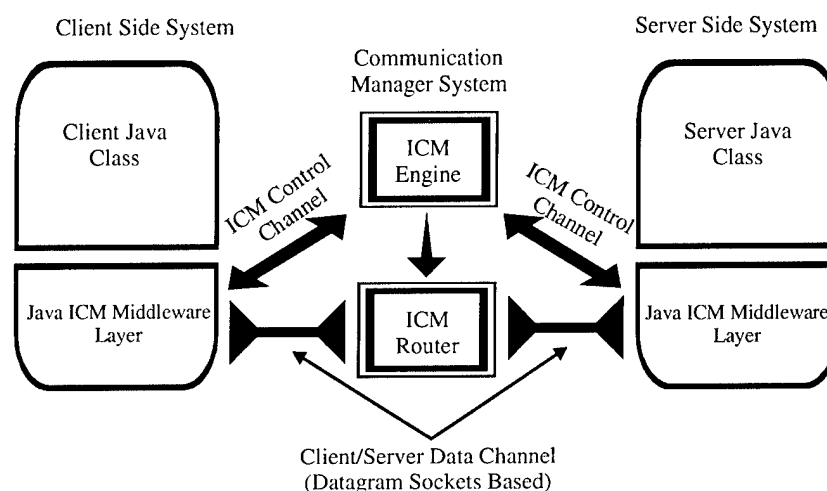 Client Side System
Server Side System
Communication
Manager System
Client Java
Class
ICM
Engine
Server Java
Class
ICM Control
Channel
ICM Control
Channel
Java ICM Middleware
Layer
ICM
Router
Java ICM Middleware
Layer
Client/Server Data Channel
(Datagram Sockets Based)